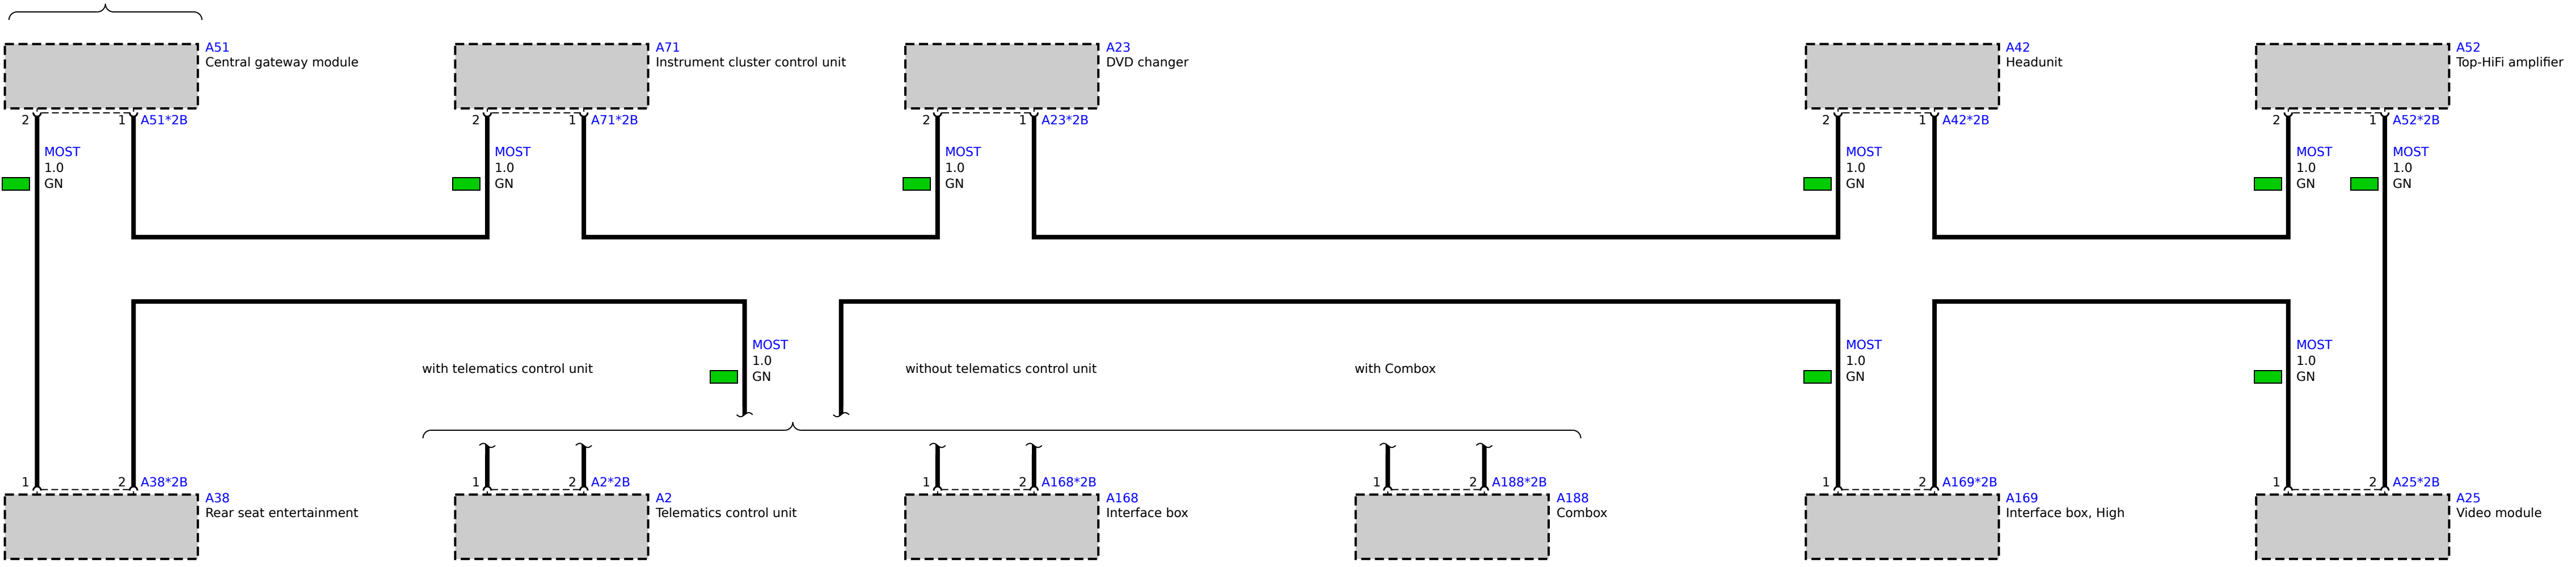 A51
Central gateway module
A71
Instrument cluster control unit
A23
DVD changer
A42
Headunit
A52
Top-HiFi amplifier
2 1 A51*2B
2 1 A71*2B
2 1 A23*2B
2 1 A42*2B
2 1 A52*2B
MOST
1.0
GN
MOST
1.0
GN
MOST
1.0
GN
MOST
1.0
GN
MOST
1.0
GN
MOST
1.0
GN
MOST
1.0
GN
MOST
1.0
GN
MOST
1.0
GN
with telematics control unit
without telematics control unit
with Combox
1 2 A38*2B
1 2 A2*2B
1 2 A168*2B
1 2 A188*2B
1 2 A169*2B
1 2 A25*2B
A38
Rear seat entertainment
A2
Telematics control unit
A168
Interface box
A188
Combox
A169
Interface box, High
A25
Video module